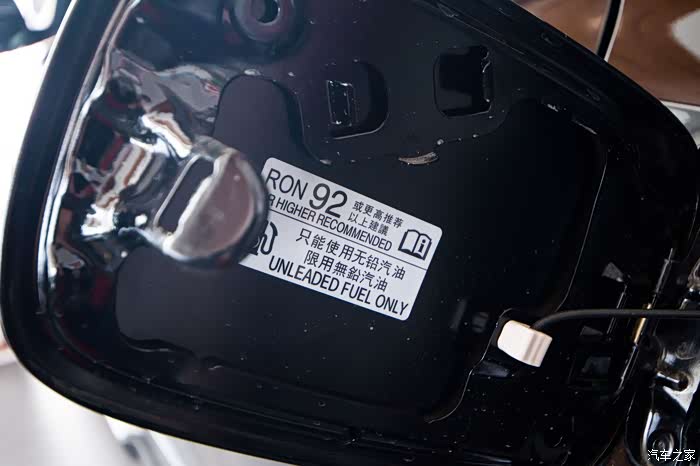 RON 92 或更高推荐
以上建議
R HIGHER RECOMMENDED
只能使用无铅汽油
限用無鉛汽油
UNLEADED FUEL ONLY
汽车之家